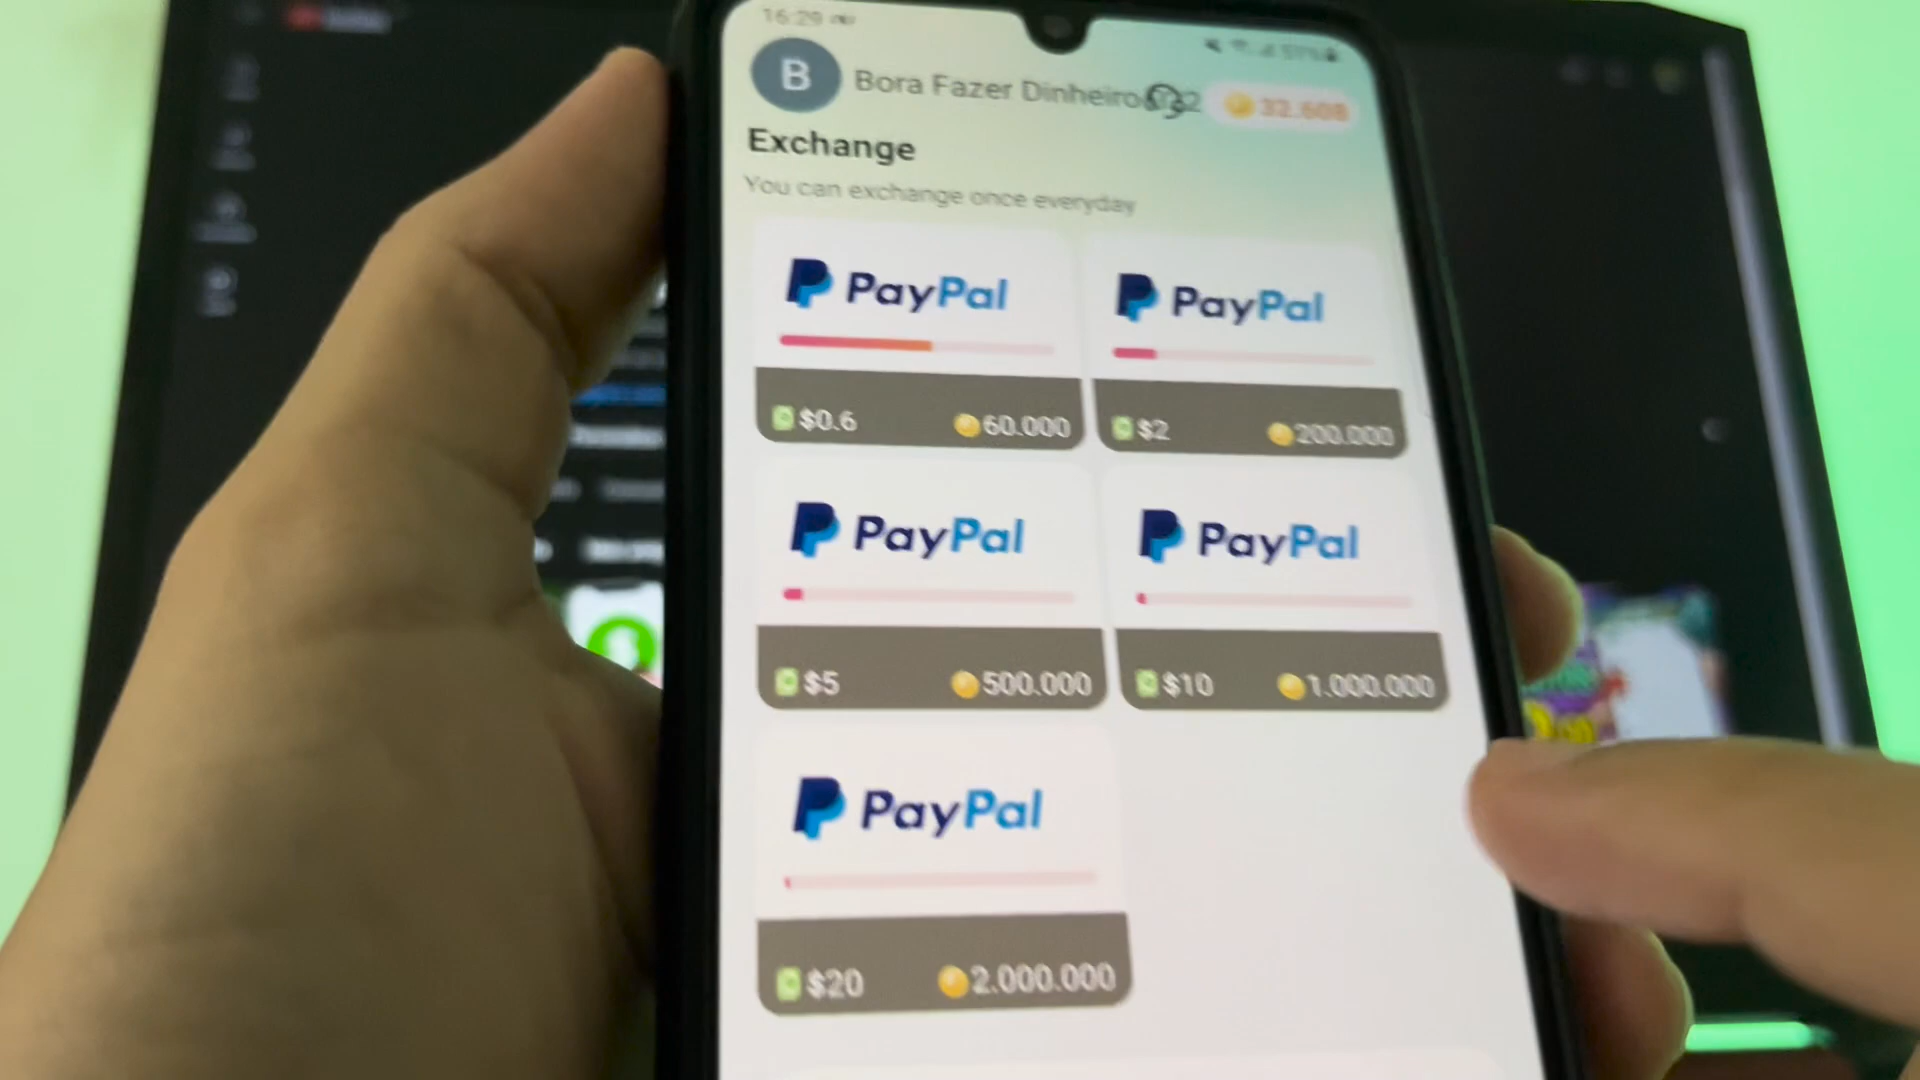 16:29
B
Bora Fazer Dinheiro
32.608
Exchange
You can exchange once everyday
PayPal
PayPal
$0.6 60.000
$2 200.000
PayPal
PayPal
$5 500.000
$10 1.000.000
PayPal
$20 2.000.000